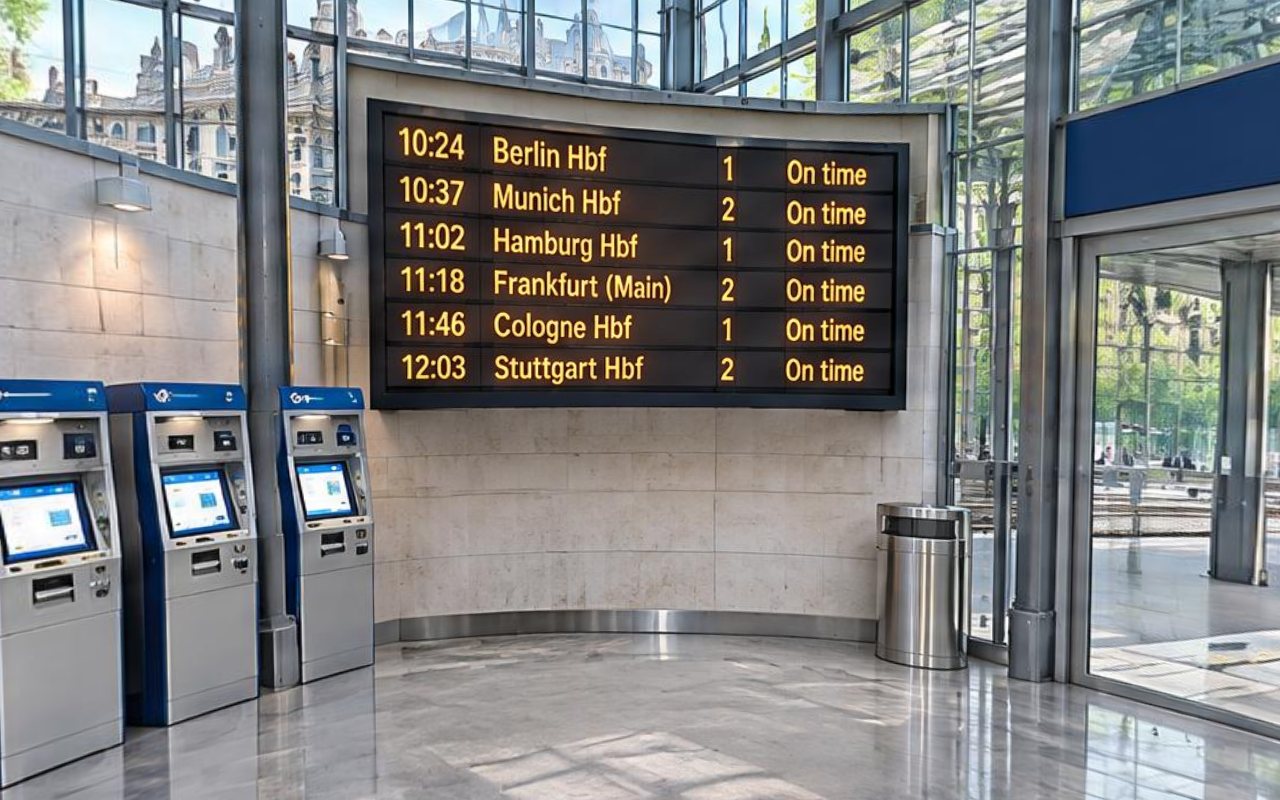 10:24 Berlin Hbf 1 On time
10:37 Munich Hbf 2 On time
11:02 Hamburg Hbf 1 On time
11:18 Frankfurt (Main) 2 On time
11:46 Cologne Hbf 1 On time
12:03 Stuttgart Hbf 2 On time